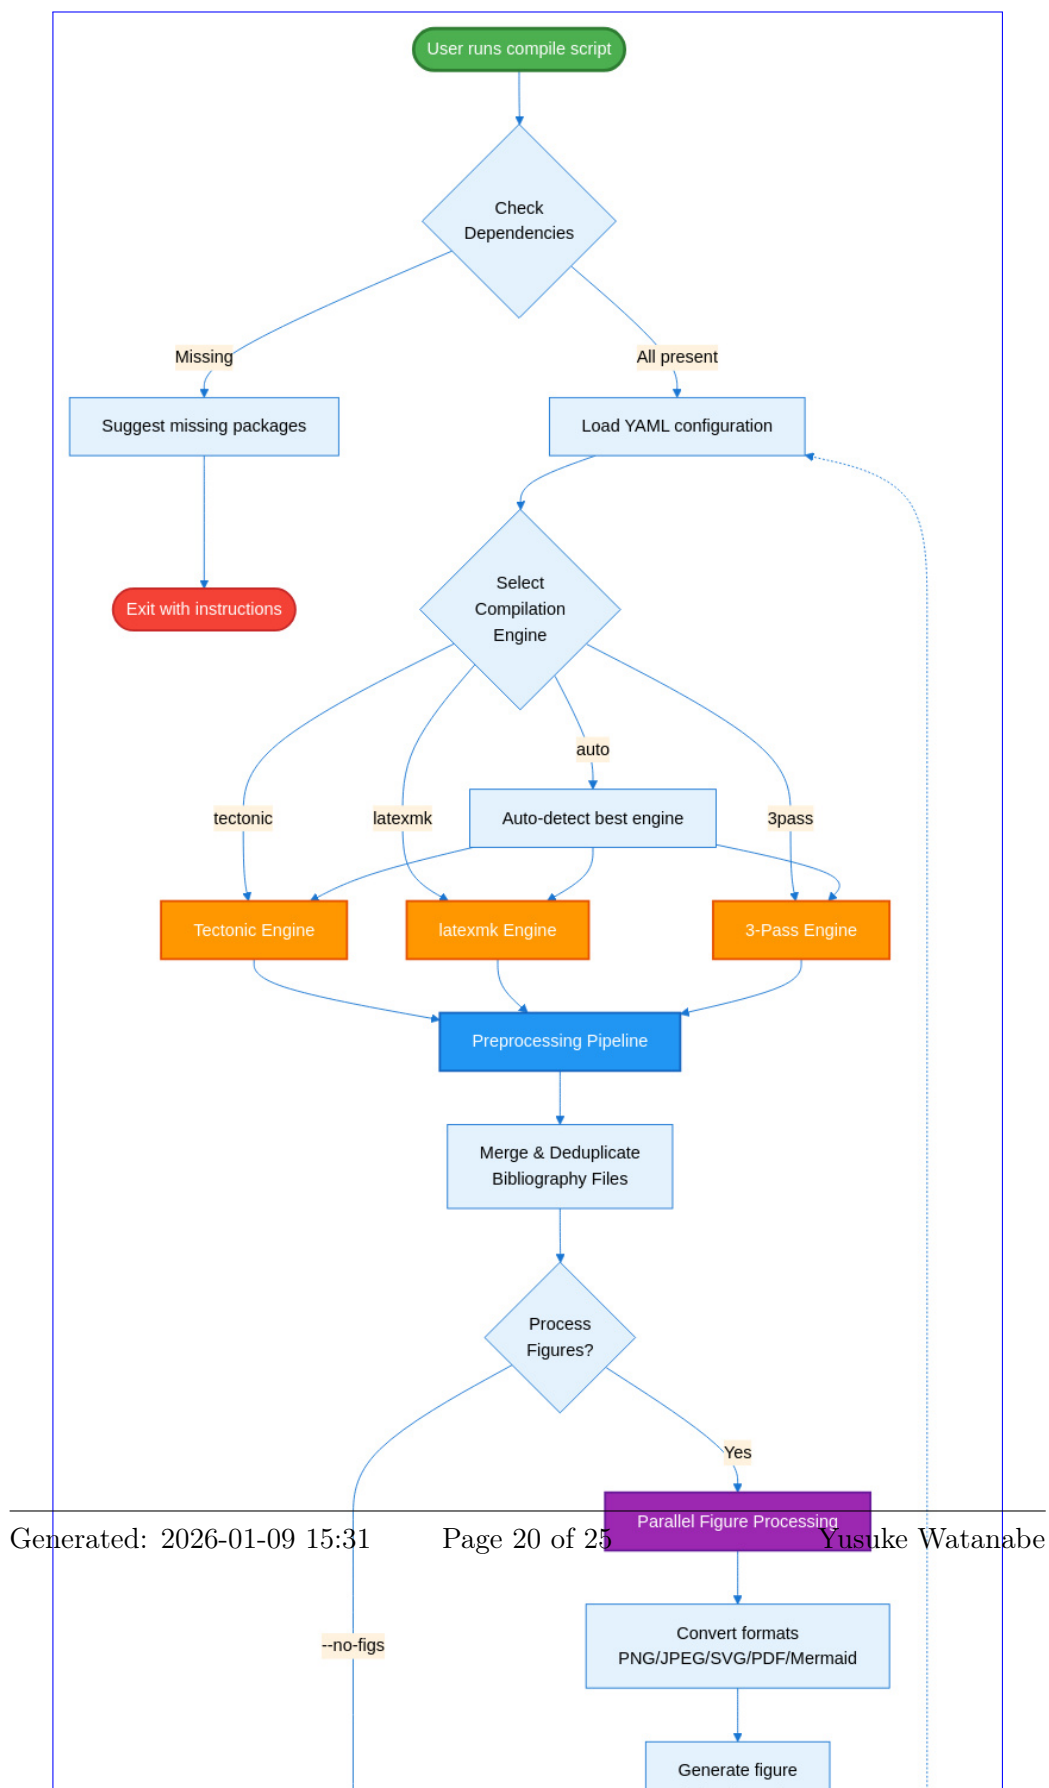 User runs compile script
Check
Dependencies
Missing
All present
Suggest missing packages
Load YAML configuration
Exit with instructions
Select
Compilation
Engine
auto
tectonic
latexmk
Auto-detect best engine
3pass
Tectonic Engine
latexmk Engine
3-Pass Engine
Preprocessing Pipeline
Merge & Deduplicate
Bibliography Files
Process
Figures?
Yes
Parallel Figure Processing
Generated: 2026-01-09 15:31
Page 20 of 25
Yusuke Watanabe
Convert formats
PNG/JPEG/SVG/PDF/Mermaid
--no-figs
Generate figure